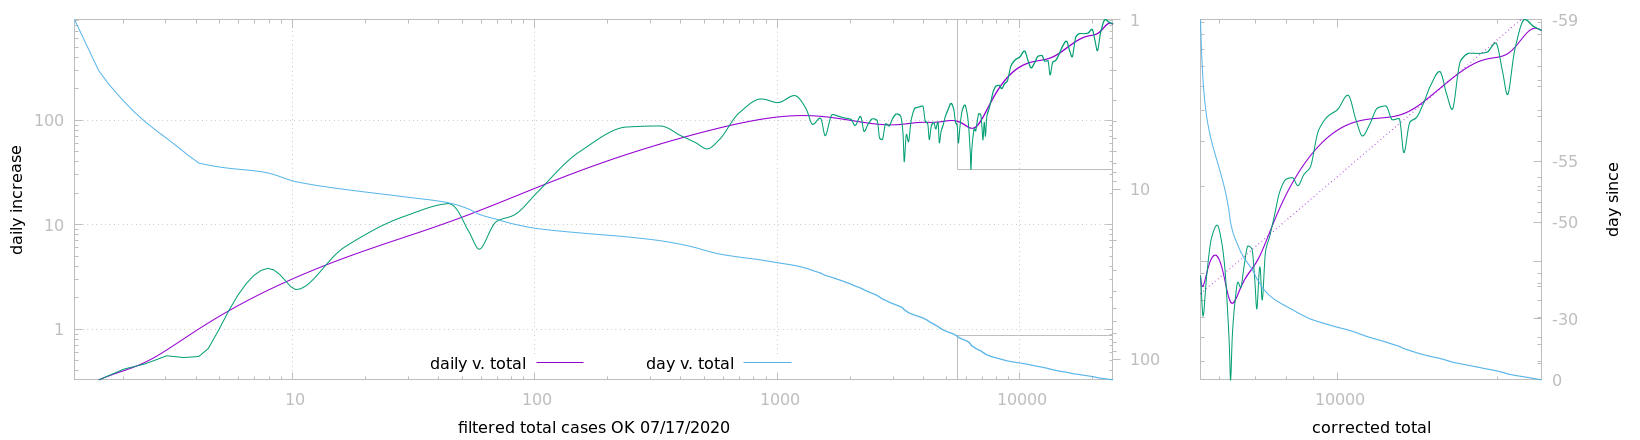 daily increase
100
10
1
10
100
1000
10000
1
10
100
daily v. total
day v. total
filtered total cases OK 07/17/2020
-59
-55
-50
-30
0
day since
10000
corrected total